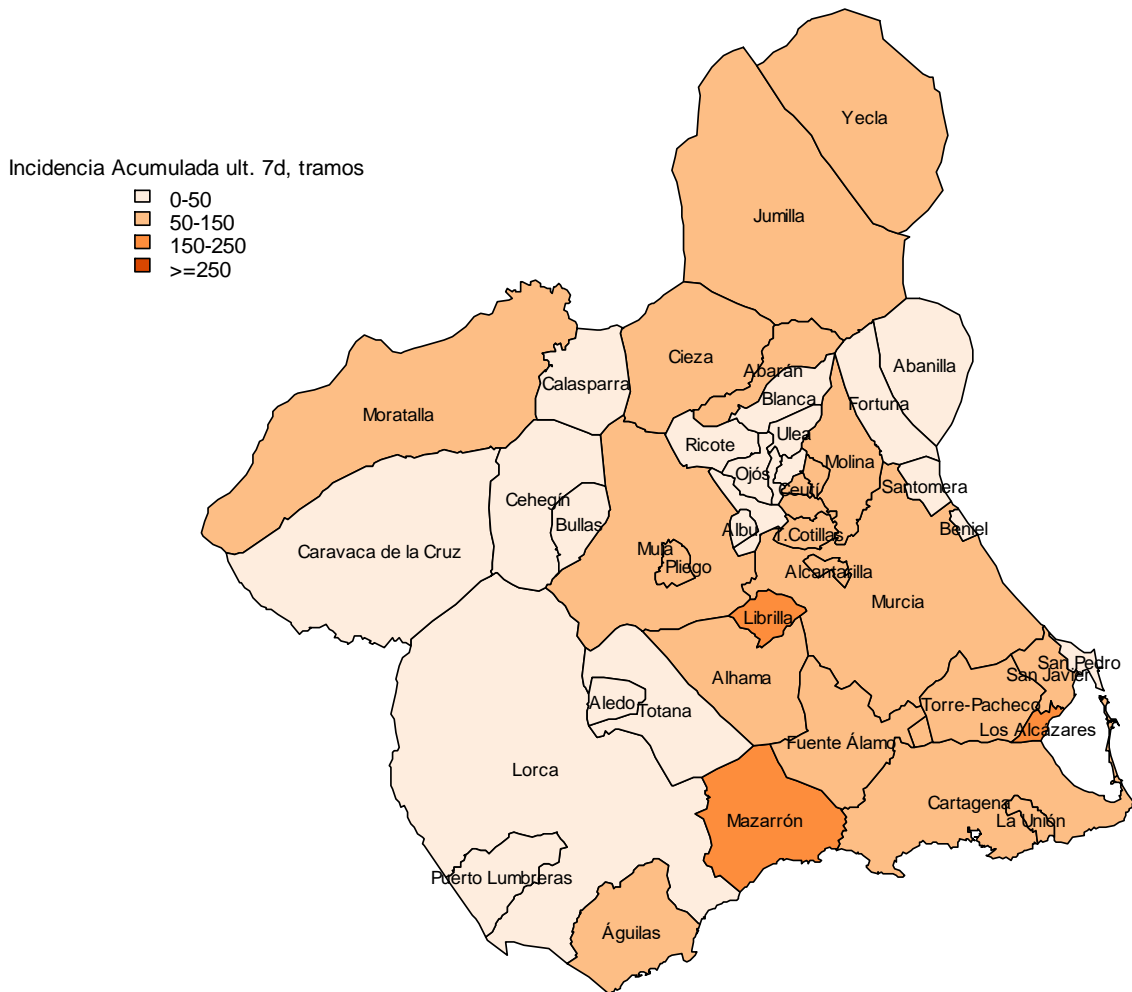 Incidencia Acumulada ult. 7d, tramos
0-50
50-150
150-250
>=250
Yecla
Jumilla
Cieza
Abarán
Abanilla
Calasparra
Blanca
Fortuna
Moratalla
Ulea
Ricote
Molina
Ojós
Ceutí
Santomera
Cehegín
Bullas
Albu
T.Cotillas
Beniel
Caravaca de la Cruz
Mula
Pliego
Alcantarilla
Murcia
Librilla
San Pedro
San Javier
Alhama
Aledo
Totana
Torre-Pacheco
Los Alcázares
Fuente Álamo
Lorca
Cartagena
La Unión
Mazarrón
Puerto Lumbreras
Águilas